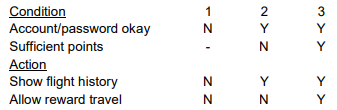 Condition 1 2 3
Account/password okay N Y Y
Sufficient points - N Y
Action
Show flight history N Y Y
Allow reward travel N N Y